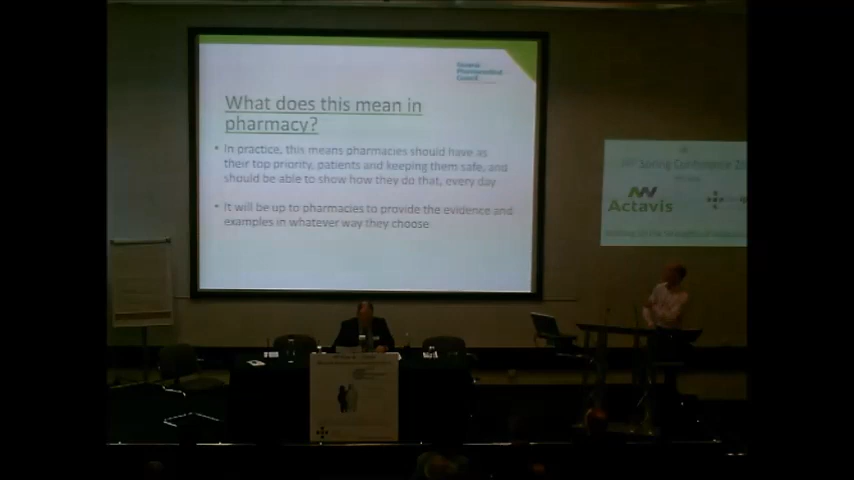 General
Pharmaceutical
Council
What does this mean in
pharmacy?
• In practice, this means pharmacies should have as
their top priority, patients and keeping them safe, and
should be able to show how they do that, every day
• It will be up to pharmacies to provide the evidence and
examples in whatever way they choose
Spring Conference
Actavis